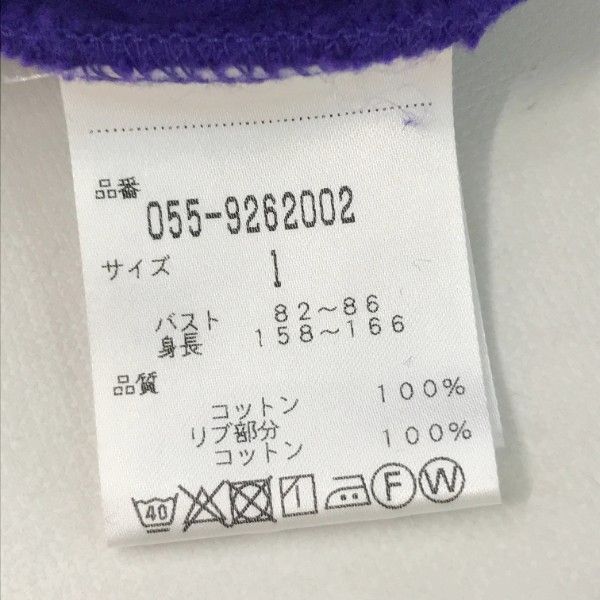 品番
055-9262002
サイズ 1
バスト 82～86
身長 158～166
品質
コットン 100%
リブ部分
コットン 100%
40 F W